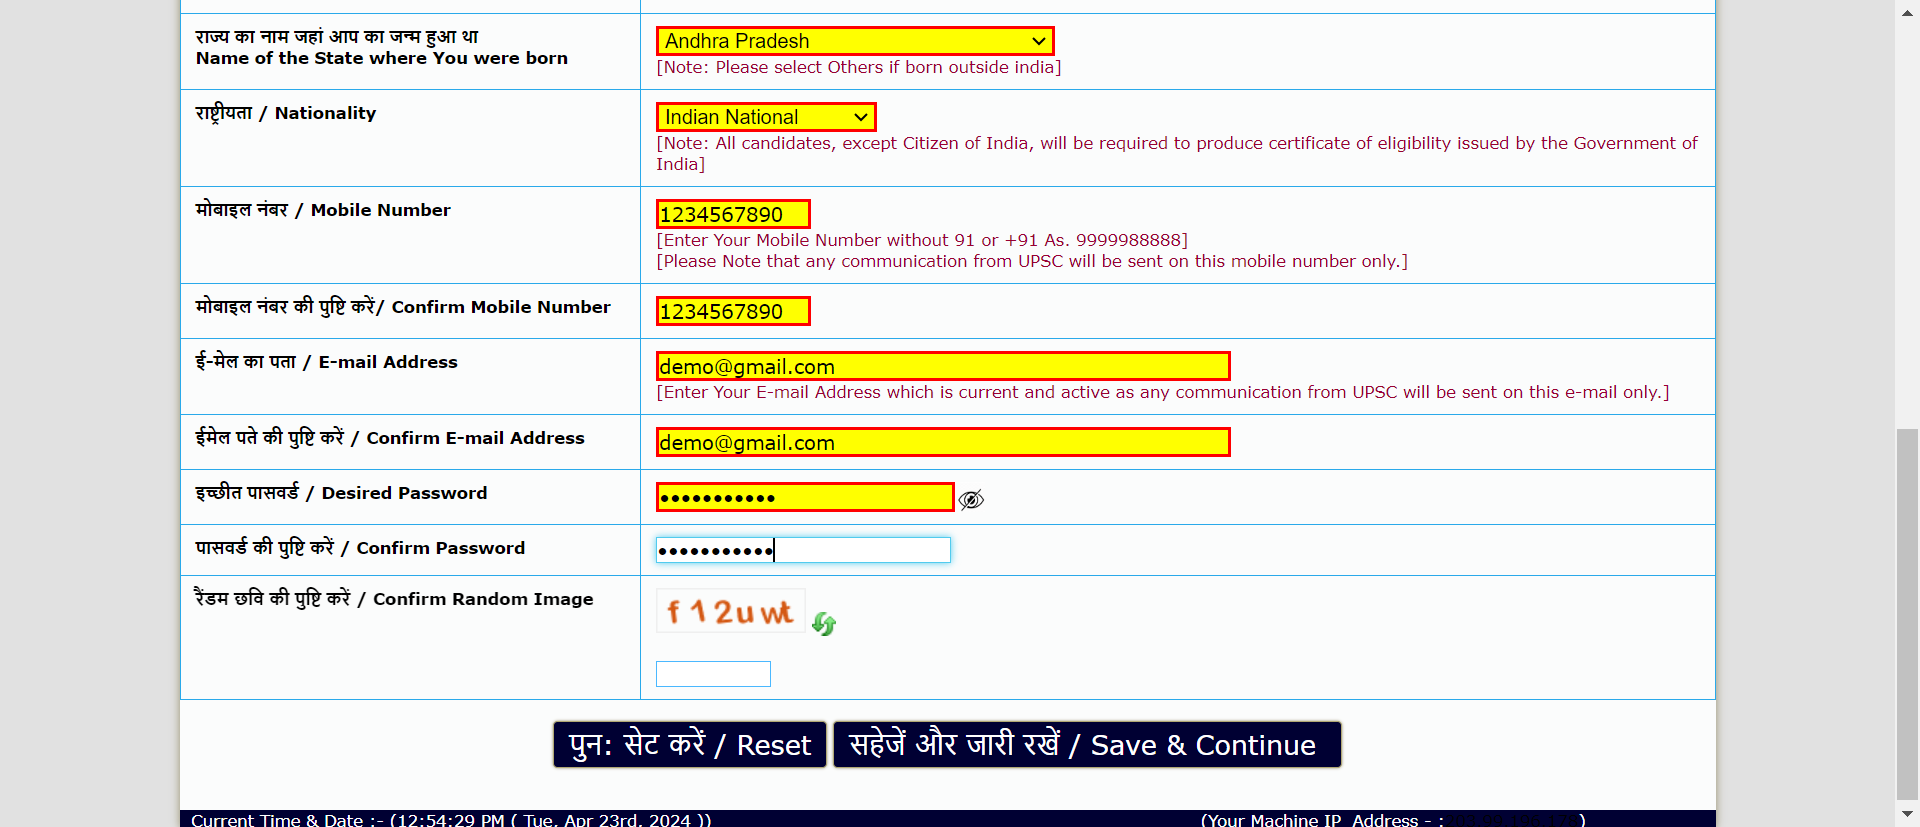 राज्य का नाम जहां आप का जन्म हुआ था
Name of the State where You were born
Andhra Pradesh
[Note: Please select Others if born outside india]
राष्ट्रीयता / Nationality
Indian National
[Note: All candidates, except Citizen of India, will be required to produce certificate of eligibility issued by the Government of
India]
मोबाइल नंबर / Mobile Number
1234567890
[Enter Your Mobile Number without 91 or +91 As. 9999988888]
[Please Note that any communication from UPSC will be sent on this mobile number only.]
मोबाइल नंबर की पुष्टि करें/ Confirm Mobile Number
1234567890
ई-मेल का पता / E-mail Address
demo@gmail.com
[Enter Your E-mail Address which is current and active as any communication from UPSC will be sent on this e-mail only.]
ईमेल पते की पुष्टि करें / Confirm E-mail Address
demo@gmail.com
इच्छीत पासवर्ड / Desired Password
•••••••••••
पासवर्ड की पुष्टि करें / Confirm Password
•••••••••••
रैंडम छवि की पुष्टि करें / Confirm Random Image
f12uwt
पुन: सेट करें / Reset
सहेजें और जारी रखें / Save & Continue
Current Time & Date :- (12:54:29 PM ( Tue, Apr 23rd, 2024 ))
(Your Machine IP Address - : )